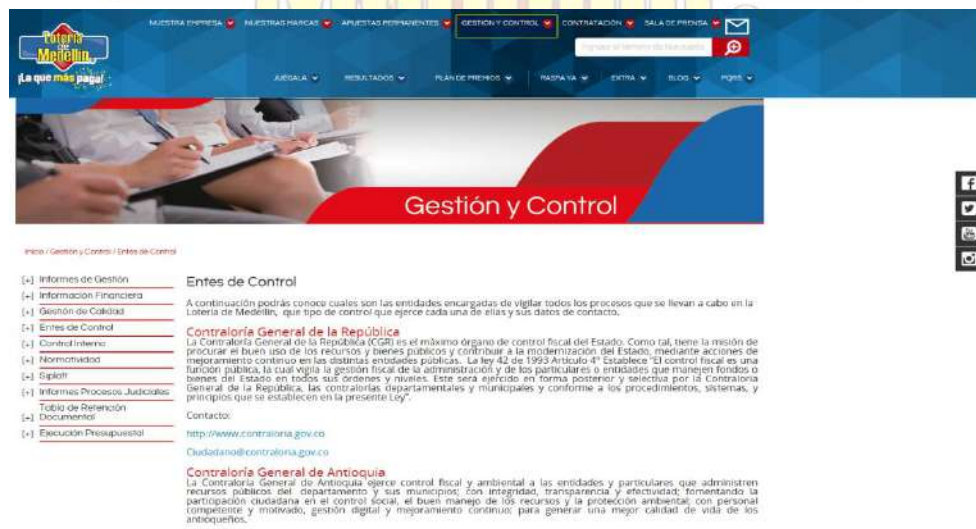 NUESTRA EMPRESA NUESTRAS MARCAS APUESTAS PERMANENTES GESTIÓN Y CONTROL CONTRATACIÓN SALA DE PRENSA
Lotería
de
Medellín
¡La que más paga!
JUÉGALA RESULTADOS PLAN DE PREMIOS RASPA YA EXTRA BLOG PQRS
Gestión y Control
Inicio / Gestión y Control / Entes de Control
[+] Informes de Gestión
[+] Información Financiera
[+] Gestión de Calidad
[+] Entes de Control
[+] Control Interno
[+] Normatividad
[+] Siplaft
[+] Informes Procesos Judiciales
Tabla de Retención
[+] Documental
[+] Ejecución Presupuestal
Entes de Control
A continuación podrás conoce cuales son las entidades encargadas de vigilar todos los procesos que se llevan a cabo en la
Lotería de Medellín, que tipo de control que ejerce cada una de ellas y sus datos de contacto.
Contraloría General de la República
La Contraloría General de la República (CGR) es el máximo órgano de control fiscal del Estado. Como tal, tiene la misión de
procurar el buen uso de los recursos y bienes públicos y contribuir a la modernización del Estado, mediante acciones de
mejoramiento continuo en las distintas entidades públicas. La ley 42 de 1993 Artículo 4° Establece "El control fiscal es una
función pública, la cual vigila la gestión fiscal de la administración y de los particulares o entidades que manejen fondos o
bienes del Estado en todos sus órdenes y niveles. Este será ejercido en forma posterior y selectiva por la Contraloría
General de la República, las contralorías departamentales y municipales y conforme a los procedimientos, sistemas, y
principios que se establecen en la presente Ley".
Contacto:
http://www.contraloria.gov.co
Ciudadano@contraloria.gov.co
Contraloría General de Antioquia
La Contraloría General de Antioquia ejerce control fiscal y ambiental a las entidades y particulares que administren
recursos públicos del departamento y sus municipios; con integridad, transparencia y efectividad; fomentando la
participación ciudadana en el control social, el buen manejo de los recursos y la protección ambiental; con personal
competente y motivado, gestión digital y mejoramiento continuo; para generar una mejor calidad de vida de los
antioqueños.